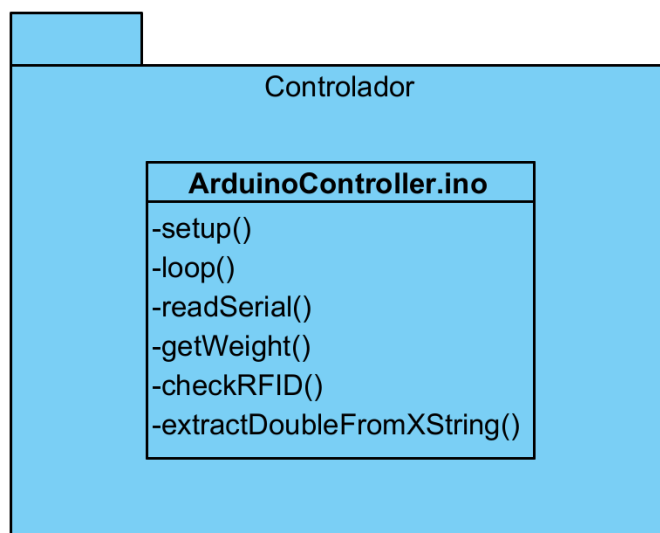 Controlador
ArduinoController.ino
-setup()
-loop()
-readSerial()
-getWeight()
-checkRFID()
-extractDoubleFromXString()